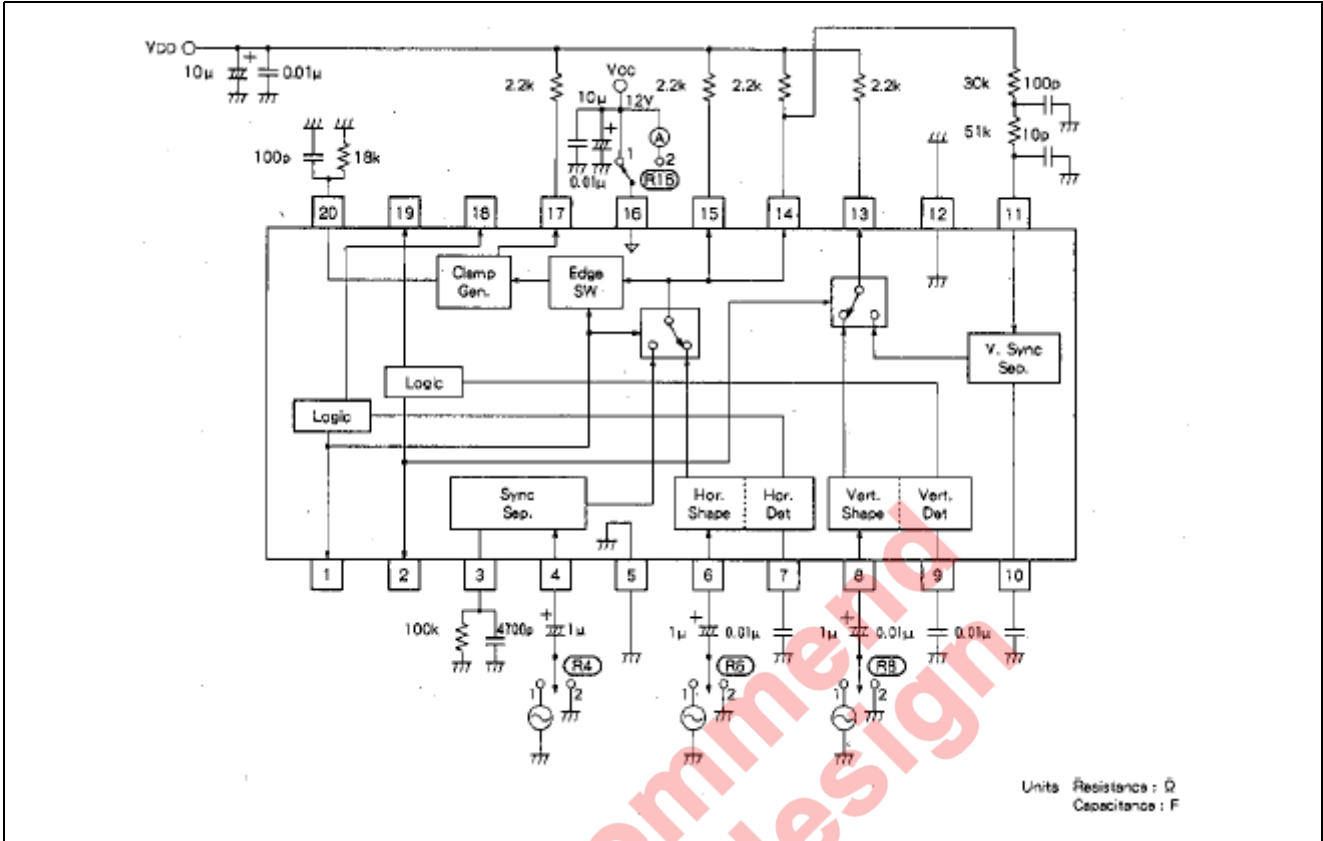 VDD
10µ
+
0.01µ
2.2k
VCC
12V
10µ
+
0.01µ
A
1
2
R16
2.2k
2.2k
2.2k
30k
100p
51k
10p
100p
18k
20
19
18
17
16
15
14
13
12
11
Clamp
Gen.
Edge
SW
V. Sync
Sep.
Logic
Logic
Sync
Sep.
Hor.
Shape
Hor.
Det
Vert.
Shape
Vert.
Det
1
2
3
4
5
6
7
8
9
10
100k
4700p
+
1µ
R4
1
2
1µ
+
0.01µ
R6
1
2
1µ
+
0.01µ
0.01µ
R8
1
2
Units Resistance : Ω
Capacitance : F
ommend
design